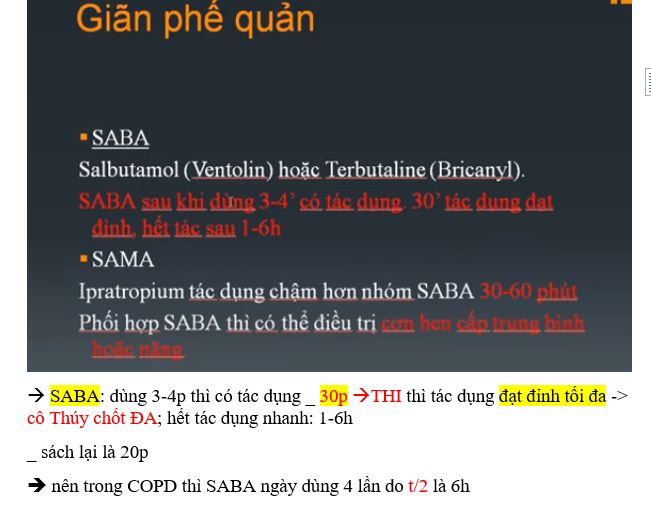 Giãn phế quản
▪ SABA
Salbutamol (Ventolin) hoặc Terbutaline (Bricanyl).
SABA sau khi dừng 3-4’ có tác dụng. 30’ tác dụng đạt
đỉnh, hết tác sau 1-6h
▪ SAMA
Ipratropium tác dụng chậm hơn nhóm SABA 30-60 phút
Phối hợp SABA thì có thể điều trị cơn hen cấp trung bình
hoặc nặng
→ SABA: dùng 3-4p thì có tác dụng _ 30p →THI thì tác dụng đạt đỉnh tối đa ->
cô Thúy chốt ĐA; hết tác dụng nhanh: 1-6h
_ sách lại là 20p
→ nên trong COPD thì SABA ngày dùng 4 lần do t/2 là 6h